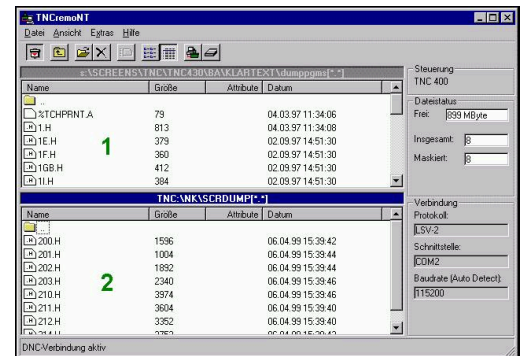 TNCremoNT
Datei Ansicht Extras Hilfe
s:\SCREENS\TNC\TNC430\BA\KLARTEXT\dumppgms[*.*]
Name Größe Attribute Datum
..
%TCHPRNT.A 79 04.03.97 11:34:06
1.H 813 04.03.97 11:34:08
1E.H 379 02.09.97 14:51:30
1F.H 360 02.09.97 14:51:30
1GB.H 412 02.09.97 14:51:30
1I.H 384 02.09.97 14:51:30
1
TNC:\NK\SCRDUMP[*.*]
Name Größe Attribute Datum
..
200.H 1596 06.04.99 15:39:42
201.H 1004 06.04.99 15:39:44
202.H 1892 06.04.99 15:39:44
203.H 2340 06.04.99 15:39:46
210.H 3974 06.04.99 15:39:46
211.H 3604 06.04.99 15:39:40
212.H 3352 06.04.99 15:39:40
2
DNC-Verbindung aktiv
Steuerung
TNC 400
Dateistatus
Frei: 899 MByte
Insgesamt: 8
Maskiert: 8
Verbindung
Protokoll:
LSV-2
Schnittstelle:
COM2
Baudrate (Auto Detect):
115200